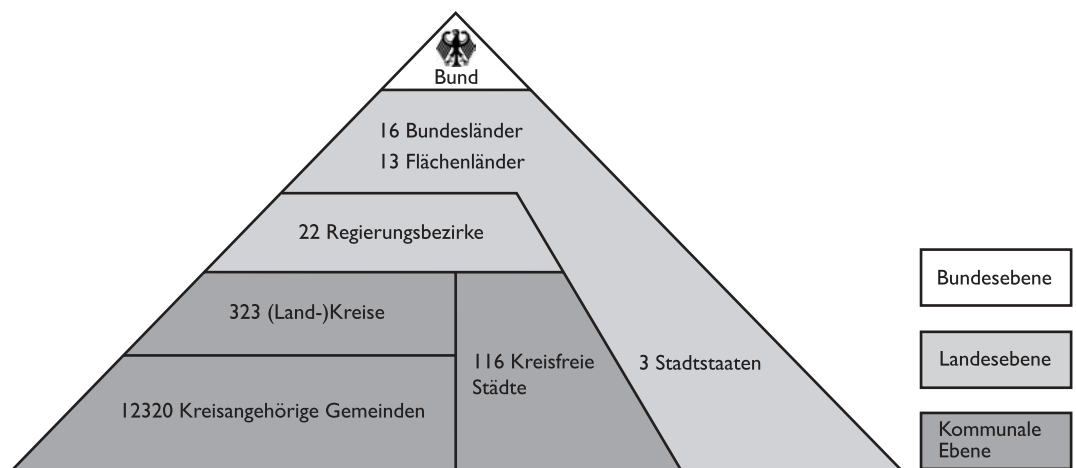 Bund
16 Bundesländer
13 Flächenländer
22 Regierungsbezirke
323 (Land-)Kreise
116 Kreisfreie
Städte
3 Stadtstaaten
12320 Kreisangehörige Gemeinden
Bundesebene
Landesebene
Kommunale
Ebene